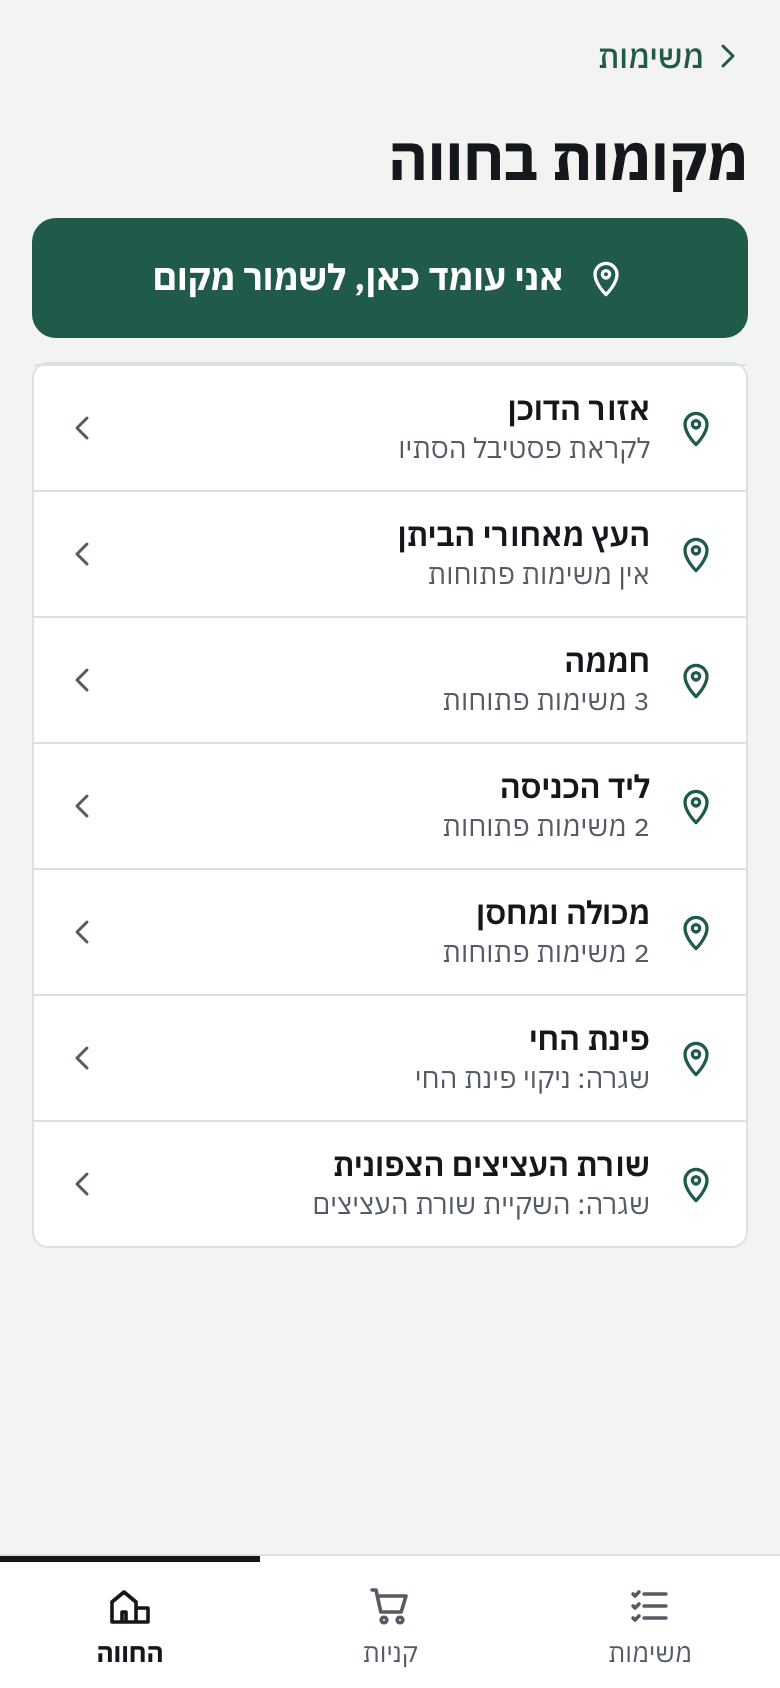 משימות
מקומות בחווה
אני עומד כאן, לשמור מקום
אזור הדוכן
לקראת פסטיבל הסתיו
העץ מאחורי הביתן
אין משימות פתוחות
חממה
3 משימות פתוחות
ליד הכניסה
2 משימות פתוחות
מכולה ומחסן
2 משימות פתוחות
פינת החי
שגרה: ניקוי פינת החי
שורת העציצים הצפונית
שגרה: השקיית שורת העציצים
משימות
קניות
החווה